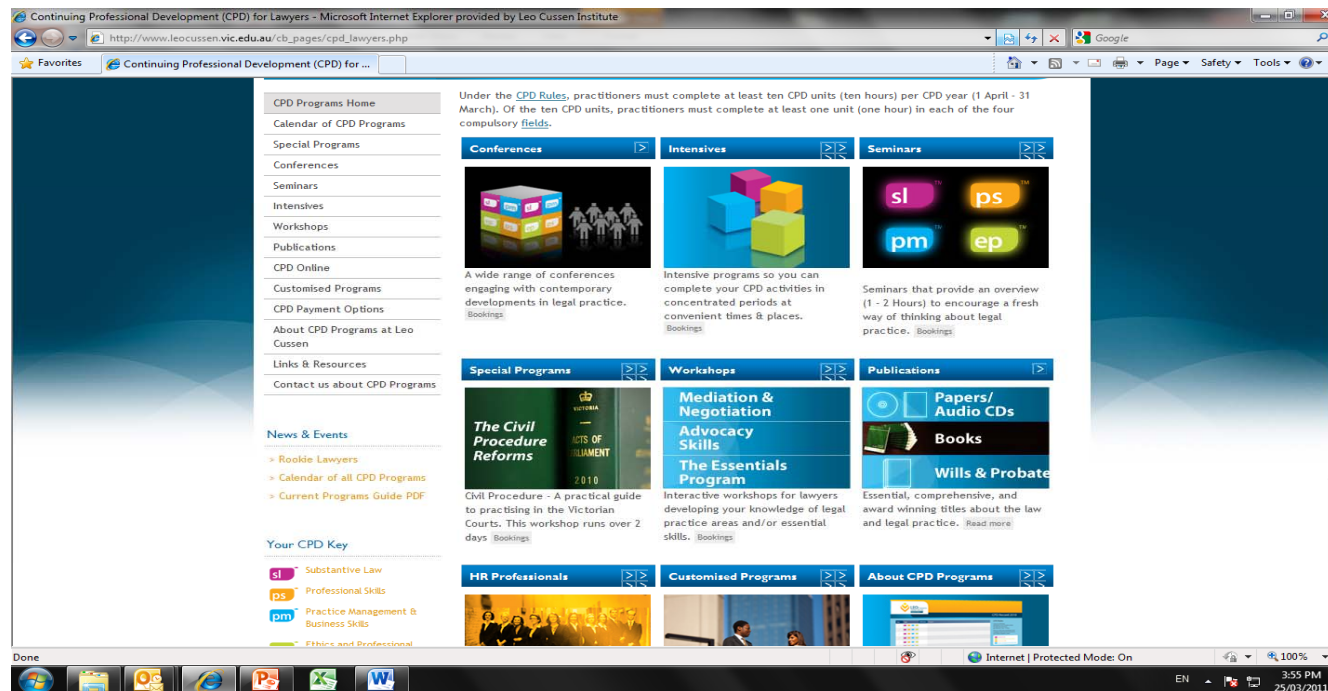 Continuing Professional Development (CPD) for Lawyers - Microsoft Internet Explorer provided by Leo Cussen Institute
http://www.leocussen.vic.edu.au/cb_pages/cpd_lawyers.php
Google
Favorites
Continuing Professional Development (CPD) for ...
Page
Safety
Tools
CPD Programs Home
Calendar of CPD Programs
Special Programs
Conferences
Seminars
Intensives
Workshops
Publications
CPD Online
Customised Programs
CPD Payment Options
About CPD Programs at Leo
Cussen
Links & Resources
Contact us about CPD Programs
News & Events
» Rookie Lawyers
» Calendar of all CPD Programs
» Current Programs Guide PDF
Your CPD Key
sl Substantive Law
ps Professional Skills
pm Practice Management &
Business Skills
Ethics and Professional
Under the CPD Rules, practitioners must complete at least ten CPD units (ten hours) per CPD year (1 April - 31
March). Of the ten CPD units, practitioners must complete at least one unit (one hour) in each of the four
compulsory fields.
Conferences
sl pm
A wide range of conferences
engaging with contemporary
developments in legal practice.
Bookings
Intensives
Intensive programs so you can
complete your CPD activities in
concentrated periods at
convenient times & places.
Bookings
Seminars
sl ps
pm ep
Seminars that provide an overview
(1 - 2 Hours) to encourage a fresh
way of thinking about legal
practice. Bookings
Special Programs
The Civil
Procedure
Reforms
VICTORIA
ACTS OF
PARLIAMENT
2010
Civil Procedure - A practical guide
to practising in the Victorian
Courts. This workshop runs over 2
days Bookings
Workshops
Mediation &
Negotiation
Advocacy
Skills
The Essentials
Program
Interactive workshops for lawyers
developing your knowledge of legal
practice areas and/or essential
skills. Bookings
Publications
Papers/
Audio CDs
Books
Wills & Probate
Essential, comprehensive, and
award winning titles about the law
and legal practice. Read more
HR Professionals
Customised Programs
About CPD Programs
Done
Internet | Protected Mode: On
100%
EN
3:55 PM
25/03/2011